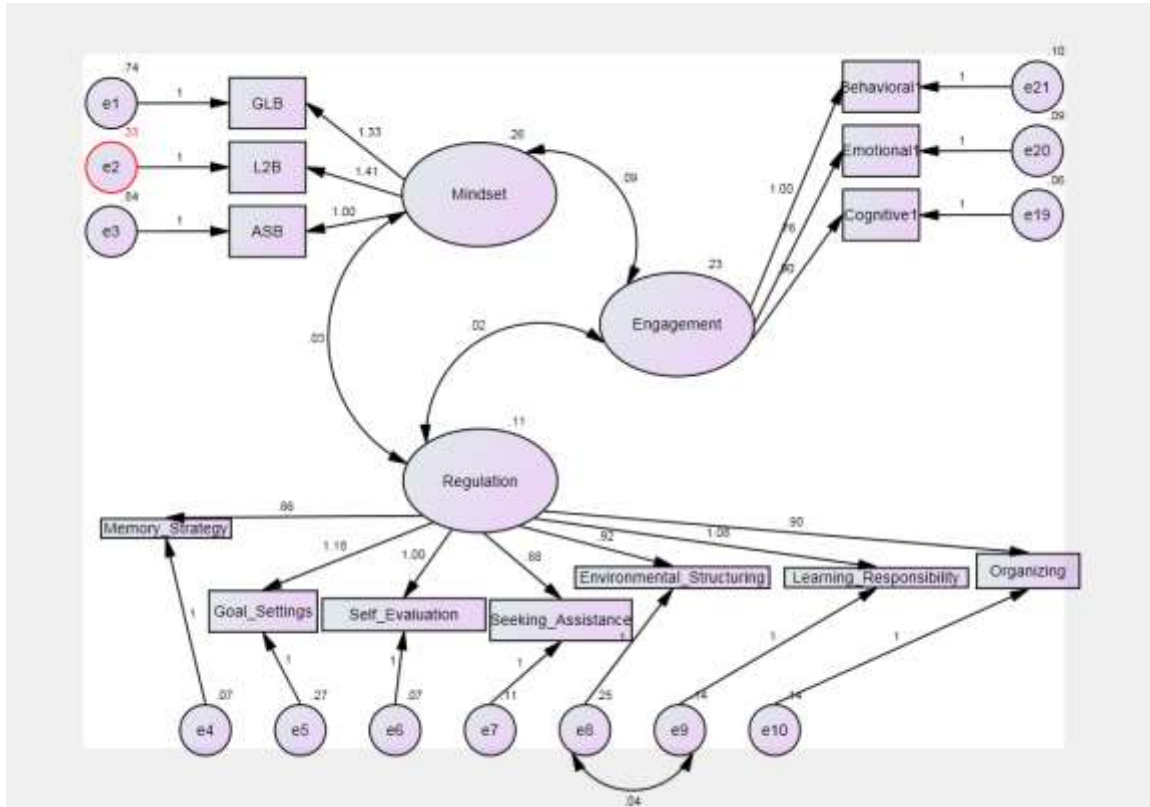 .74
.10
e1
1
GLB
Behavioral1
1
e21
.33
.26
.09
e2
1
L2B
1.33
Emotional1
1
e20
1.41
Mindset
.09
1.00
.84
.06
e3
1
ASB
1.00
.76
Cognitive1
1
e19
.23
Engagement
.02
.03
.11
Regulation
.86
.90
Memory_Strategy
1.18
1.00
.88
.92
1.08
Environmental_Structuring
Learning_Responsibility
Organizing
Goal_Settings
Self_Evaluation
Seeking_Assistance
1
1
1
1
1
1
1
.07
.27
.07
.11
.25
.14
.14
e4
e5
e6
e7
e8
e9
e10
.04